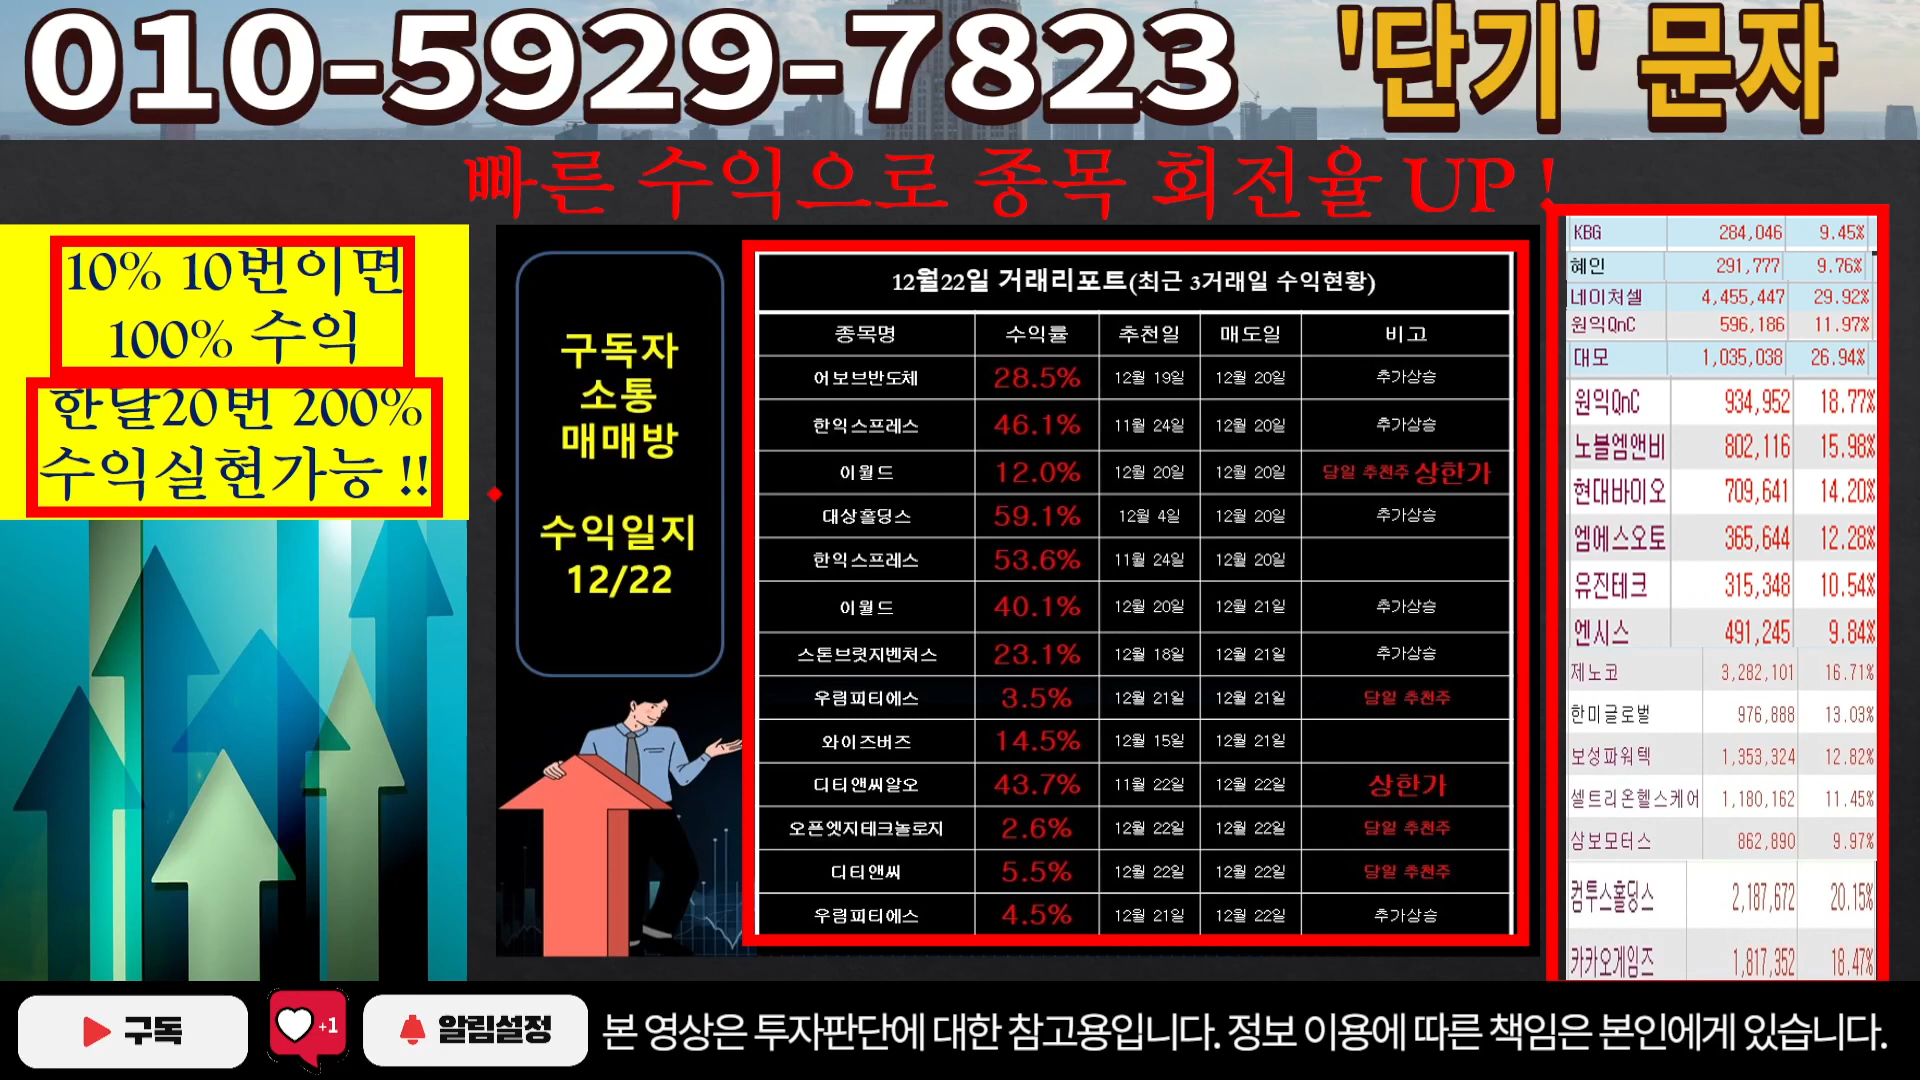 010-5929-7823 '단기' 문자
빠른 수익으로 종목 회전율 UP !
10% 10번이면
100% 수익
한달20번 200%
수익실현가능 !!
구독자
소통
매매방
수익일지
12/22
12월22일 거래리포트(최근 3거래일 수익현황)
종목명 수익률 추천일 매도일 비고
어보브반도체 28.5% 12월 19일 12월 20일 추가상승
한익스프레스 46.1% 11월 24일 12월 20일 추가상승
이월드 12.0% 12월 20일 12월 20일 당일 추천주 상한가
대상홀딩스 59.1% 12월 4일 12월 20일 추가상승
한익스프레스 53.6% 11월 24일 12월 20일
이월드 40.1% 12월 20일 12월 21일 추가상승
스톤브릿지벤처스 23.1% 12월 18일 12월 21일 추가상승
우림피티에스 3.5% 12월 21일 12월 21일 당일 추천주
와이즈버즈 14.5% 12월 15일 12월 21일
디티앤씨알오 43.7% 11월 22일 12월 22일 상한가
오픈엣지테크놀로지 2.6% 12월 22일 12월 22일 당일 추천주
디티앤씨 5.5% 12월 22일 12월 22일 당일 추천주
우림피티에스 4.5% 12월 21일 12월 22일 추가상승
KBG 284,046 9.45%
혜인 291,777 9.76%
네이처셀 4,455,447 29.92%
원익QnC 596,186 11.97%
대모 1,035,038 26.94%
원익QnC 934,952 18.77%
노블엠앤비 802,116 15.98%
현대바이오 709,641 14.20%
엠에스오토 365,644 12.28%
유진테크 315,348 10.54%
엔시스 491,245 9.84%
제노코 3,282,101 16.71%
한미글로벌 976,888 13.03%
보성파워텍 1,353,324 12.82%
셀트리온헬스케어 1,180,162 11.45%
삼보모터스 862,890 9.97%
컴투스홀딩스 2,187,672 20.15%
카카오게임즈 1,817,352 18.47%
구독 +1 알림설정 본 영상은 투자판단에 대한 참고용입니다. 정보 이용에 따른 책임은 본인에게 있습니다.